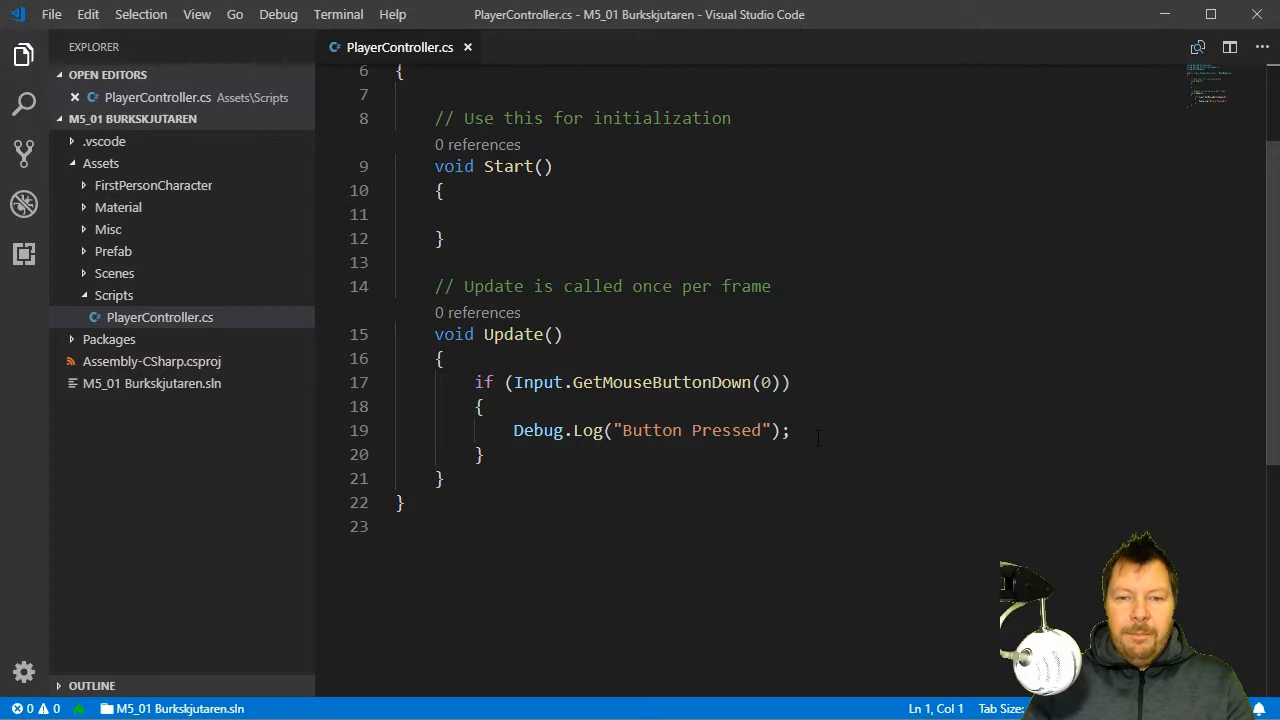 File Edit Selection View Go Debug Terminal Help
PlayerController.cs - M5_01 Burkskjutaren - Visual Studio Code
EXPLORER
OPEN EDITORS
PlayerController.cs Assets\Scripts
M5_01 BURKSKJUTAREN
.vscode
Assets
FirstPersonCharacter
Material
Misc
Prefab
Scenes
Scripts
PlayerController.cs
Packages
Assembly-CSharp.csproj
M5_01 Burkskjutaren.sln
OUTLINE
PlayerController.cs
6 {
7
8 // Use this for initialization
0 references
9 void Start()
10 {
11
12 }
13
14 // Update is called once per frame
0 references
15 void Update()
16 {
17 if (Input.GetMouseButtonDown(0))
18 {
19 Debug.Log("Button Pressed");
20 }
21 }
22 }
23
0 0 M5_01 Burkskjutaren.sln Ln 1, Col 1 Tab Size: